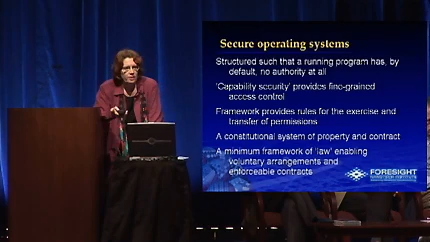 Secure operating systems
Structured such that a running program has, by
default, no authority at all
'Capability security' provides fine-grained
access control
Framework provides rules for the exercise and
transfer of permissions
A constitutional system of property and contract
A minimum framework of 'law' enabling
voluntary arrangements and
enforceable contracts
FORESIGHT